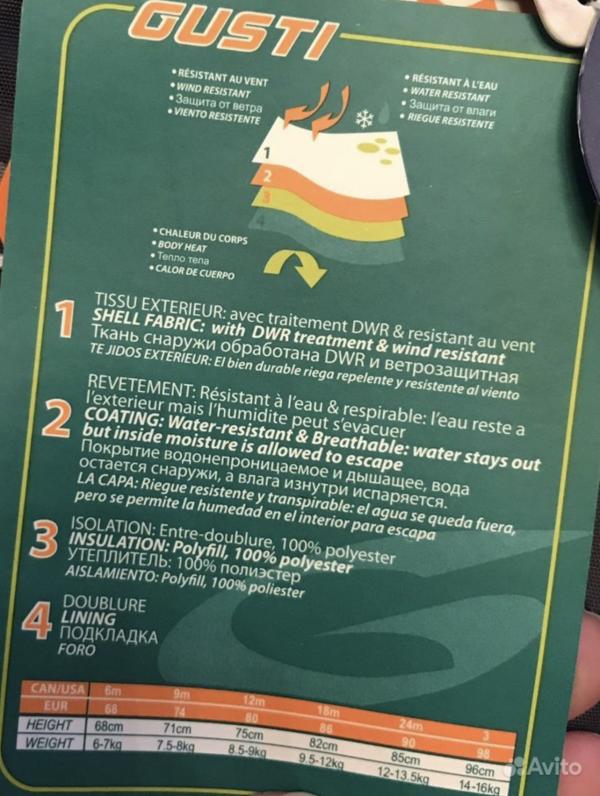 GUSTI
• RÉSISTANT AU VENT
• WIND RESISTANT
• Защита от ветра
• VIENTO RESISTENTE
• RÉSISTANT À L'EAU
• WATER RESISTANT
• Защита от влаги
• RIEGUE RESISTENTE
1
2
3
4
• CHALEUR DU CORPS
• BODY HEAT
• Тепло тела
• CALOR DE CUERPO
1
TISSU EXTERIEUR: avec traitement DWR & resistant au vent
SHELL FABRIC: with DWR treatment & wind resistant
Ткань снаружи обработана DWR и ветрозащитная
TE JIDOS EXTERIEUR: El bien durable riega repelente y resistente al viento
2
REVETEMENT: Résistant à l'eau & respirable: l'eau reste a
l'exterieur mais l'humidite peut s'evacuer
COATING: Water-resistant & Breathable: water stays out
but inside moisture is allowed to escape
Покрытие водонепроницаемое и дышащее, вода
остается снаружи, а влага изнутри испаряется.
LA CAPA: Riegue resistente y transpirable: el agua se queda fuera,
pero se permite la humedad en el interior para escapa
3
ISOLATION: Entre-doublure, 100% polyester
INSULATION: Polyfill, 100% polyester
УТЕПЛИТЕЛЬ: 100% полиэстер
AISLAMIENTO: Polyfill, 100% poliester
4
DOUBLURE
LINING
ПОДКЛАДКА
FORO
CAN/USA 6m 9m 12m 18m 24m 3
EUR 68 74 80 86 90 98
HEIGHT 68cm 71cm 75cm 82cm 85cm 96cm
WEIGHT 6-7kg 7.5-8kg 8.5-9kg 9.5-12kg 12-13.5kg 14-16kg
Avito